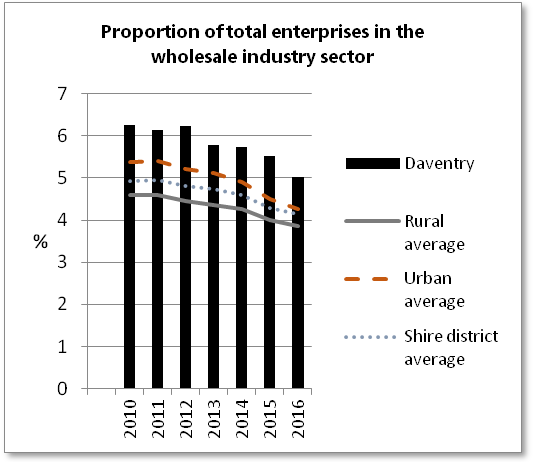 Proportion of total enterprises in the
wholesale industry sector
7
6
5
4
3
2
1
0
%
2010
2011
2012
2013
2014
2015
2016
Daventry
Rural
average
Urban
average
Shire district
average